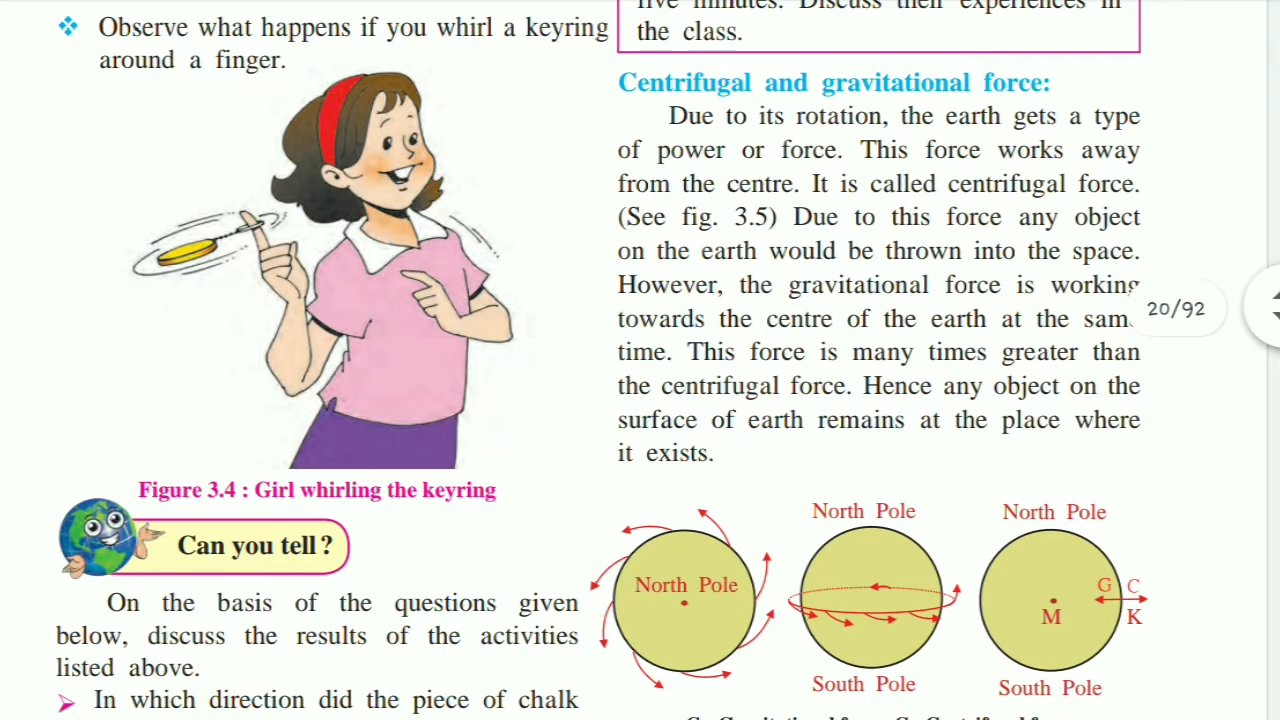 ❖ Observe what happens if you whirl a keyring
around a finger.
Figure 3.4 : Girl whirling the keyring
Can you tell ?
On the basis of the questions given
below, discuss the results of the activities
listed above.
➢ In which direction did the piece of chalk
the class.
Centrifugal and gravitational force:
Due to its rotation, the earth gets a type
of power or force. This force works away
from the centre. It is called centrifugal force.
(See fig. 3.5) Due to this force any object
on the earth would be thrown into the space.
However, the gravitational force is working
towards the centre of the earth at the sam
time. This force is many times greater than
the centrifugal force. Hence any object on the
surface of earth remains at the place where
it exists.
20/92
North Pole
North Pole
South Pole
North Pole
G C
M K
South Pole